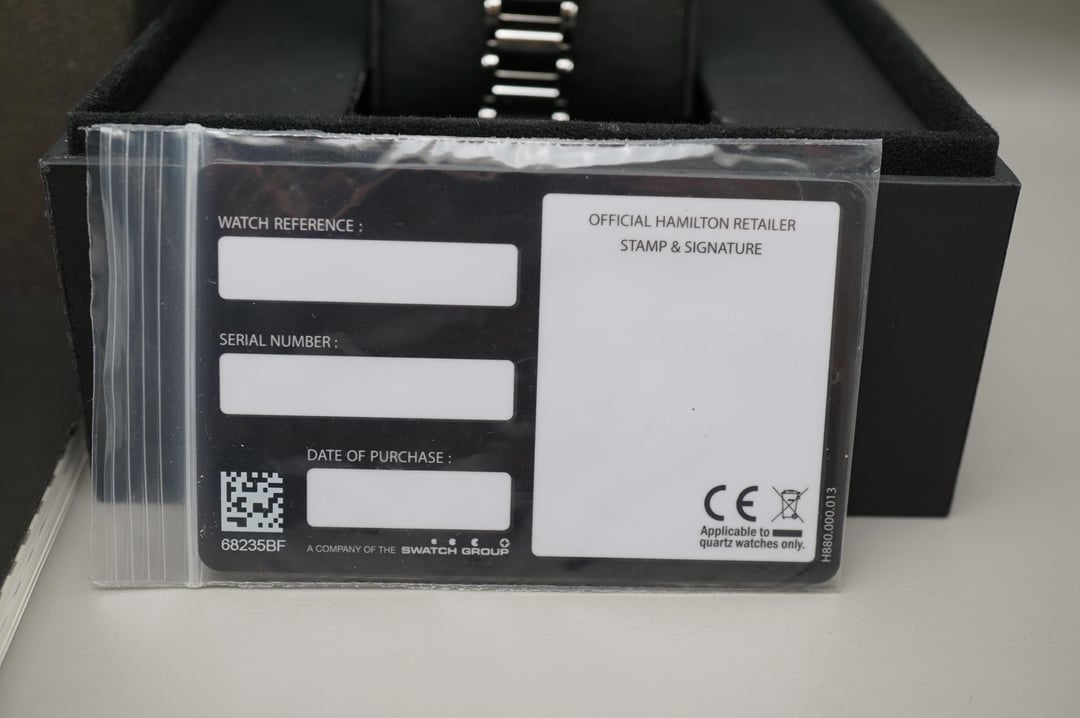 WATCH REFERENCE :
SERIAL NUMBER :
DATE OF PURCHASE :
68235BF
A COMPANY OF THE SWATCH GROUP
OFFICIAL HAMILTON RETAILER
STAMP & SIGNATURE
CE
Applicable to
quartz watches only.
H880.000.013